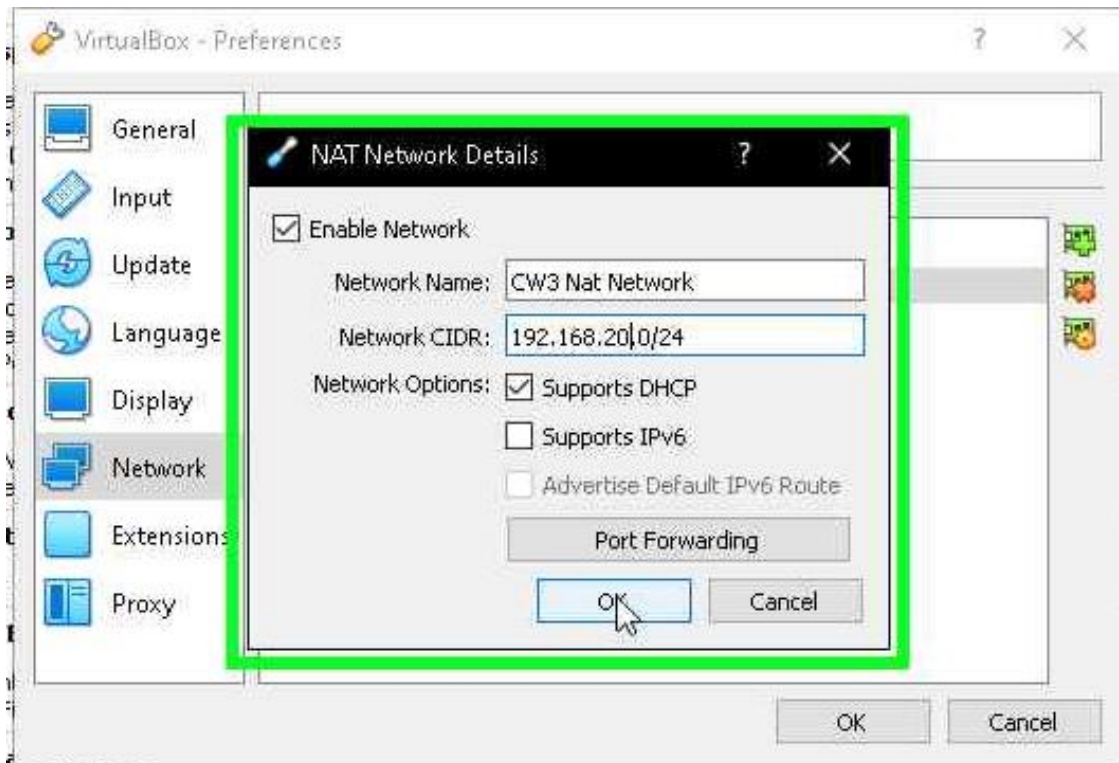 VirtualBox - Preferences ?
General
Input
Update
Language
Display
Network
Extensions
Proxy
NAT Network Details ?
Enable Network
Network Name: CW3 Nat Network
Network CIDR: 192.168.20.0/24
Network Options: Supports DHCP
Supports IPv6
Advertise Default IPv6 Route
Port Forwarding
OK Cancel
OK Cancel